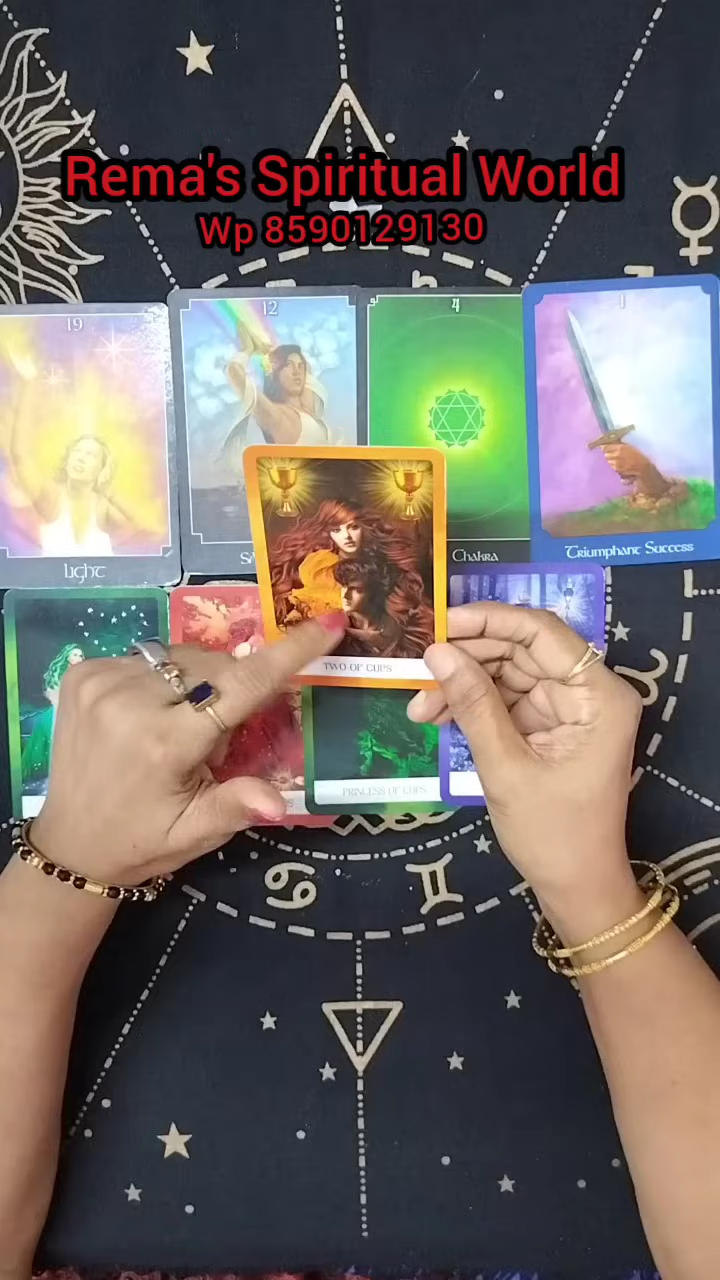 Rema's Spiritual World
Wp 8590129130
19
12
4
1
Light
Chakra
Triumphant Success
TWO OF CUPS
PRINCESS OF CUPS